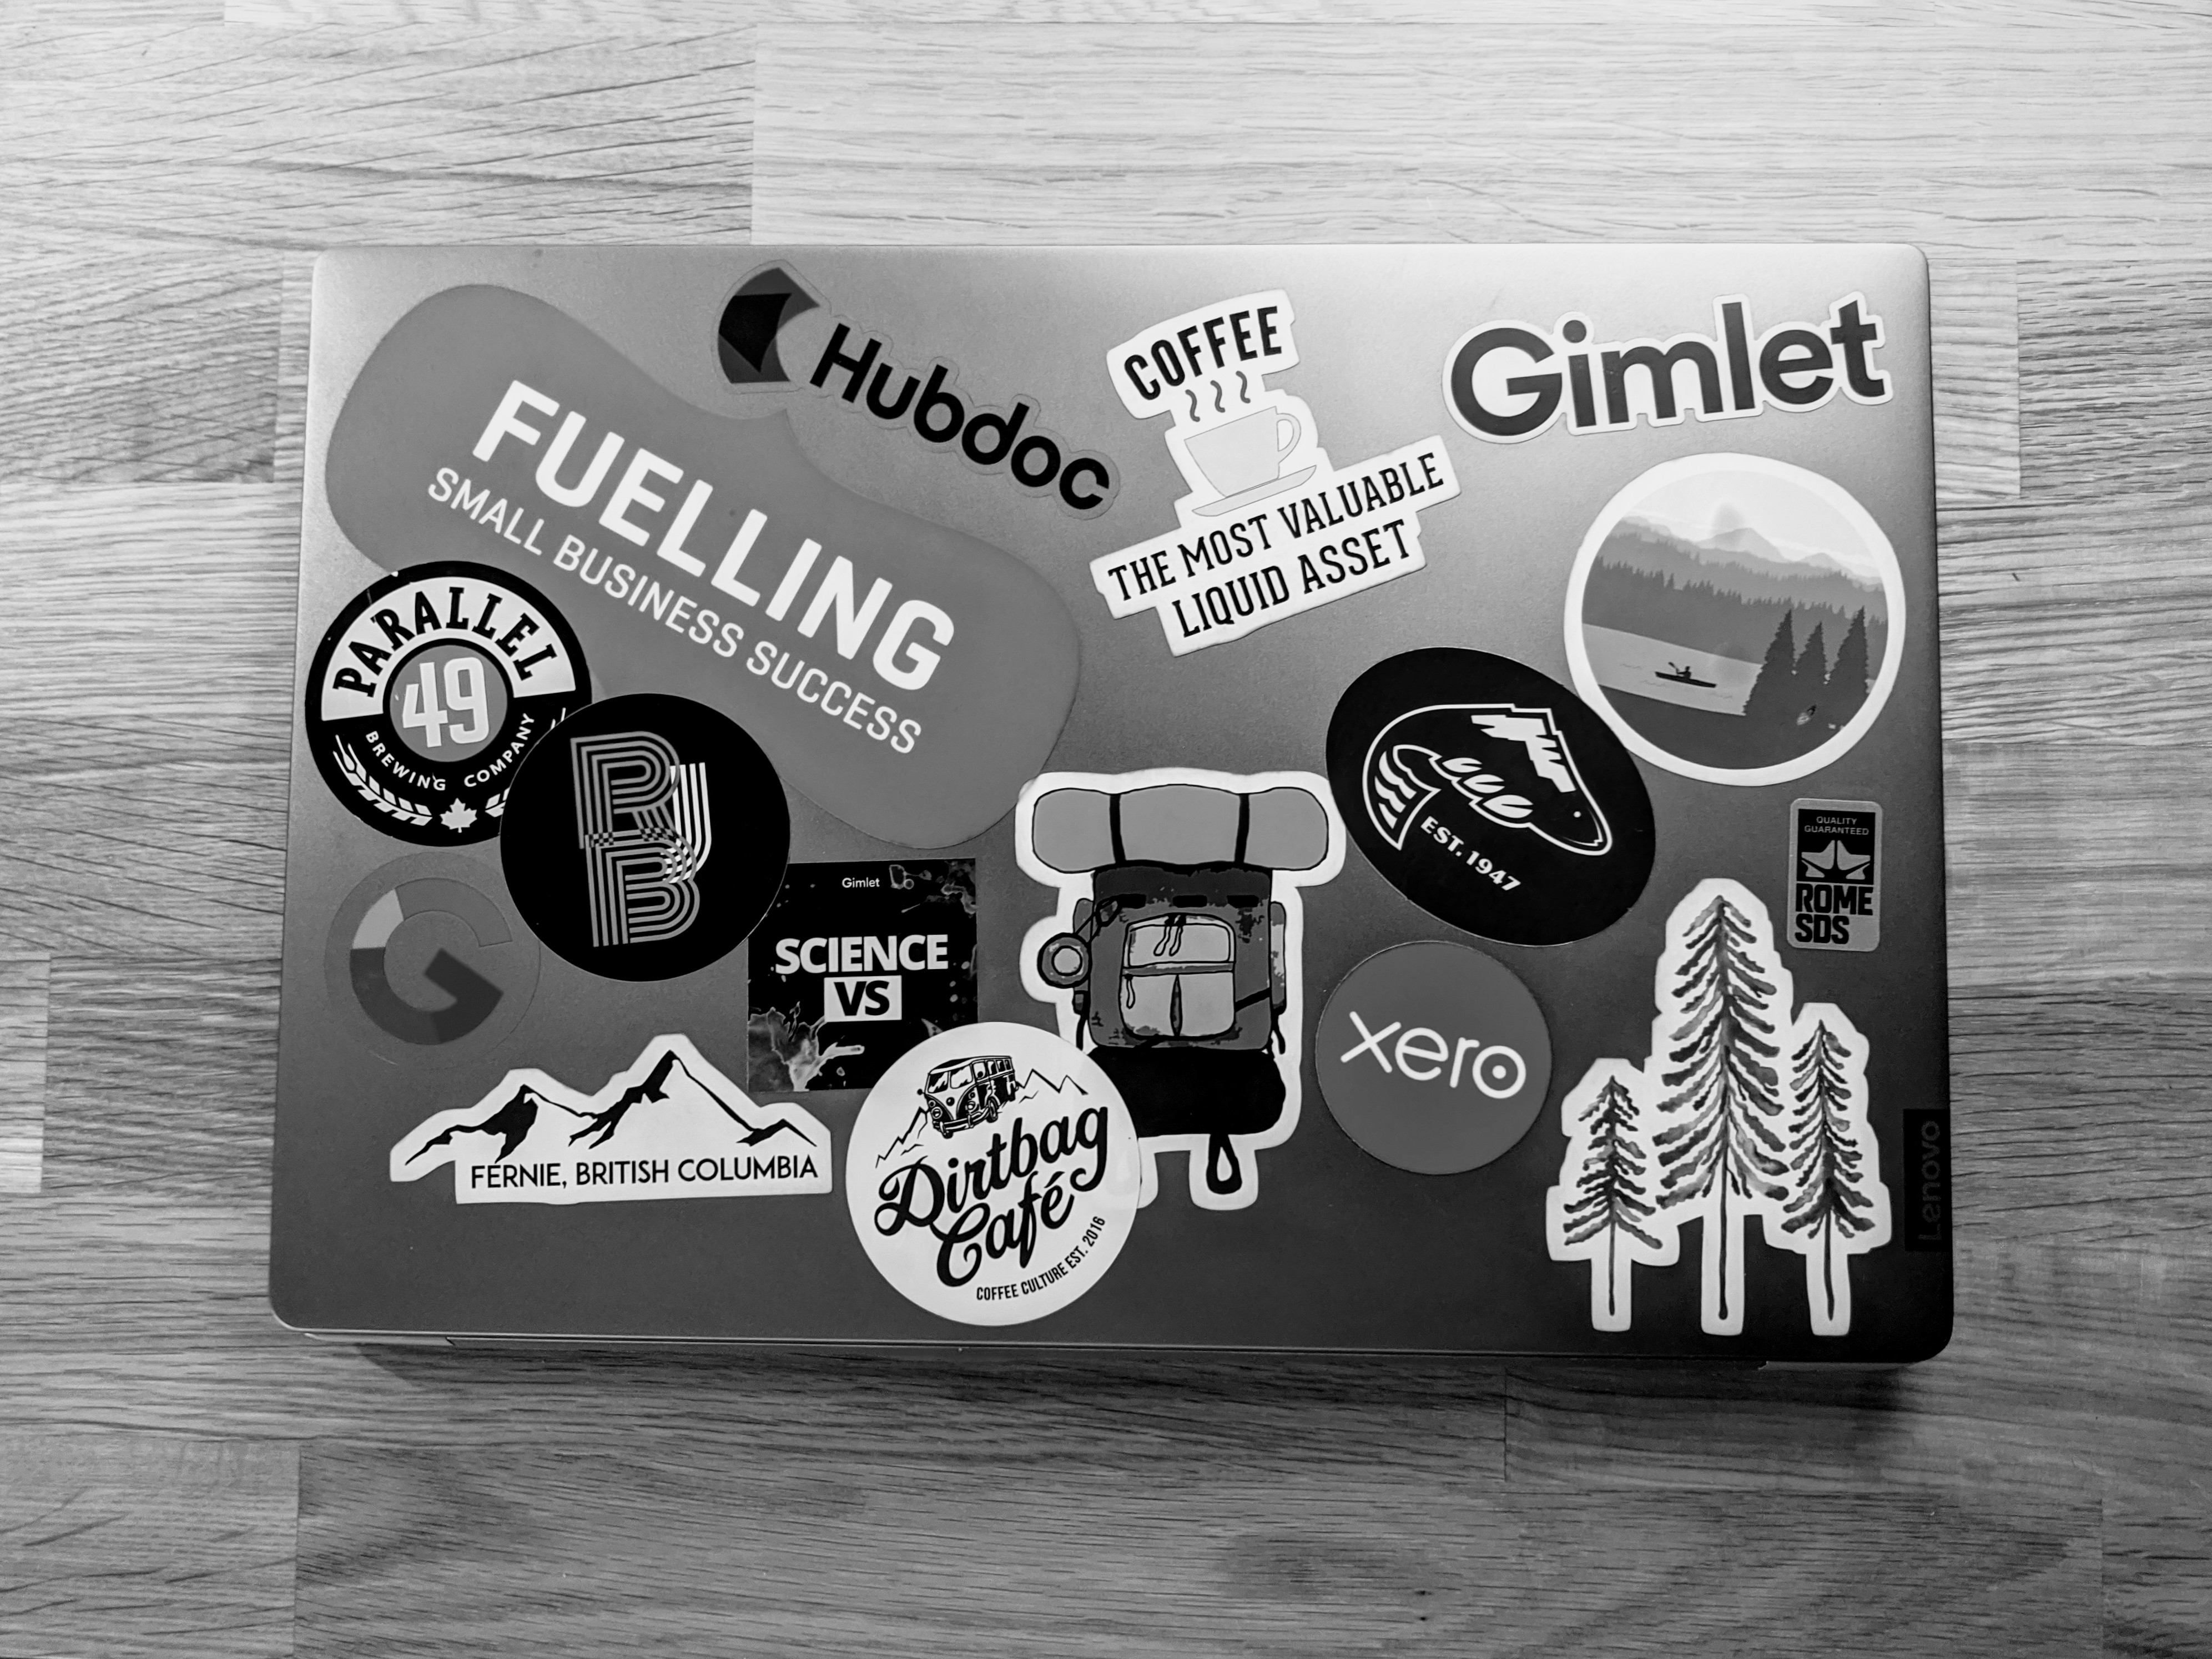 Hubdoc
COFFEE
THE MOST VALUABLE
LIQUID ASSET
Gimlet
FUELLING
SMALL BUSINESS SUCCESS
PARALLEL
49
BREWING COMPANY
RJ
B
EST. 1947
QUALITY
GUARANTEED
ROME
SDS
G
Gimlet
SCIENCE
VS
xero
FERNIE, BRITISH COLUMBIA
Dirtbag
Café
COFFEE CULTURE EST. 2016
Lenovo